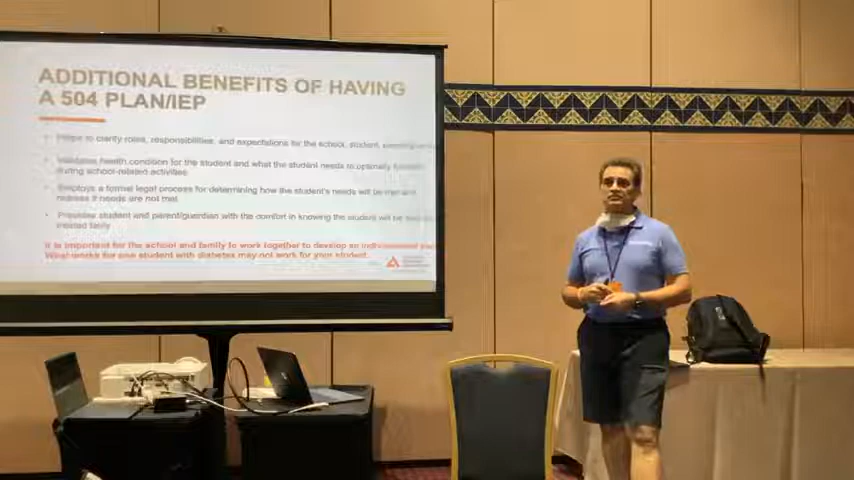 ADDITIONAL BENEFITS OF HAVING
A 504 PLAN/IEP
Helps to clarify roles, responsibilities, and expectations for the school, student,
Validates health condition for the student and what the student needs to optimally
during school-related activities
Employs a formal legal process for determining how the student's needs will be met and
redress if needs are not met
Provides student and parent/guardian with the comfort in knowing the student will be
treated fairly
It is important for the school and family to work together to develop an individualized
What works for one student with diabetes may not work for your student.